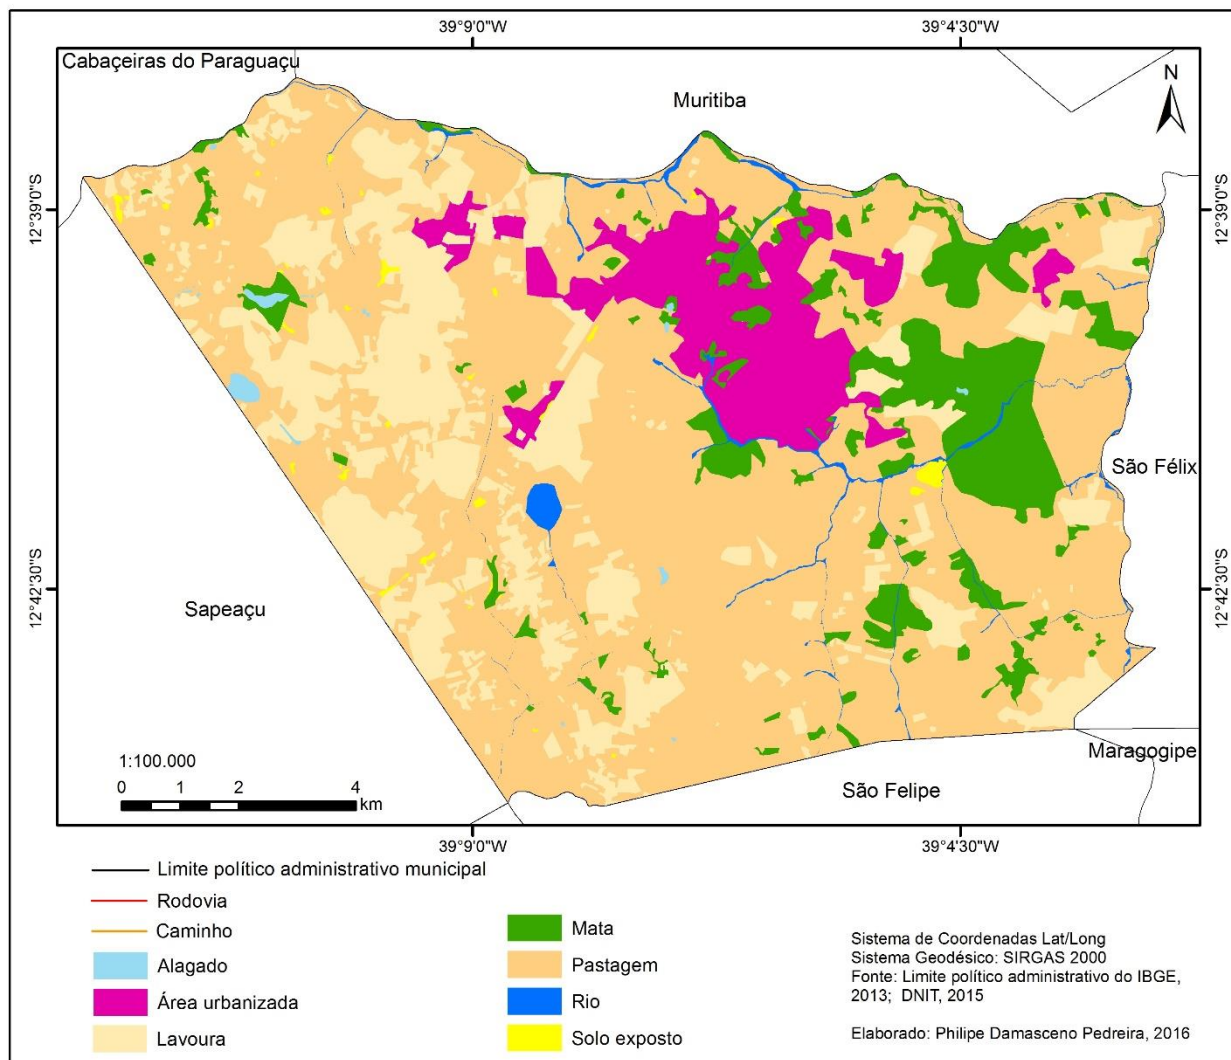 39°9'0"W
39°4'30"W
Cabaçeiras do Paraguaçu
Muritiba
N
12°39'0"S
12°39'0"S
São Félix
12°42'30"S
12°42'30"S
Sapeaçu
Maragogipe
1:100.000
0 1 2 4
km
São Felipe
39°9'0"W
39°4'30"W
Limite político administrativo municipal
Rodovia
Caminho
Alagado
Área urbanizada
Lavoura
Mata
Pastagem
Rio
Solo exposto
Sistema de Coordenadas Lat/Long
Sistema Geodésico: SIRGAS 2000
Fonte: Limite político administrativo do IBGE,
2013; DNIT, 2015
Elaborado: Philipe Damasceno Pedreira, 2016